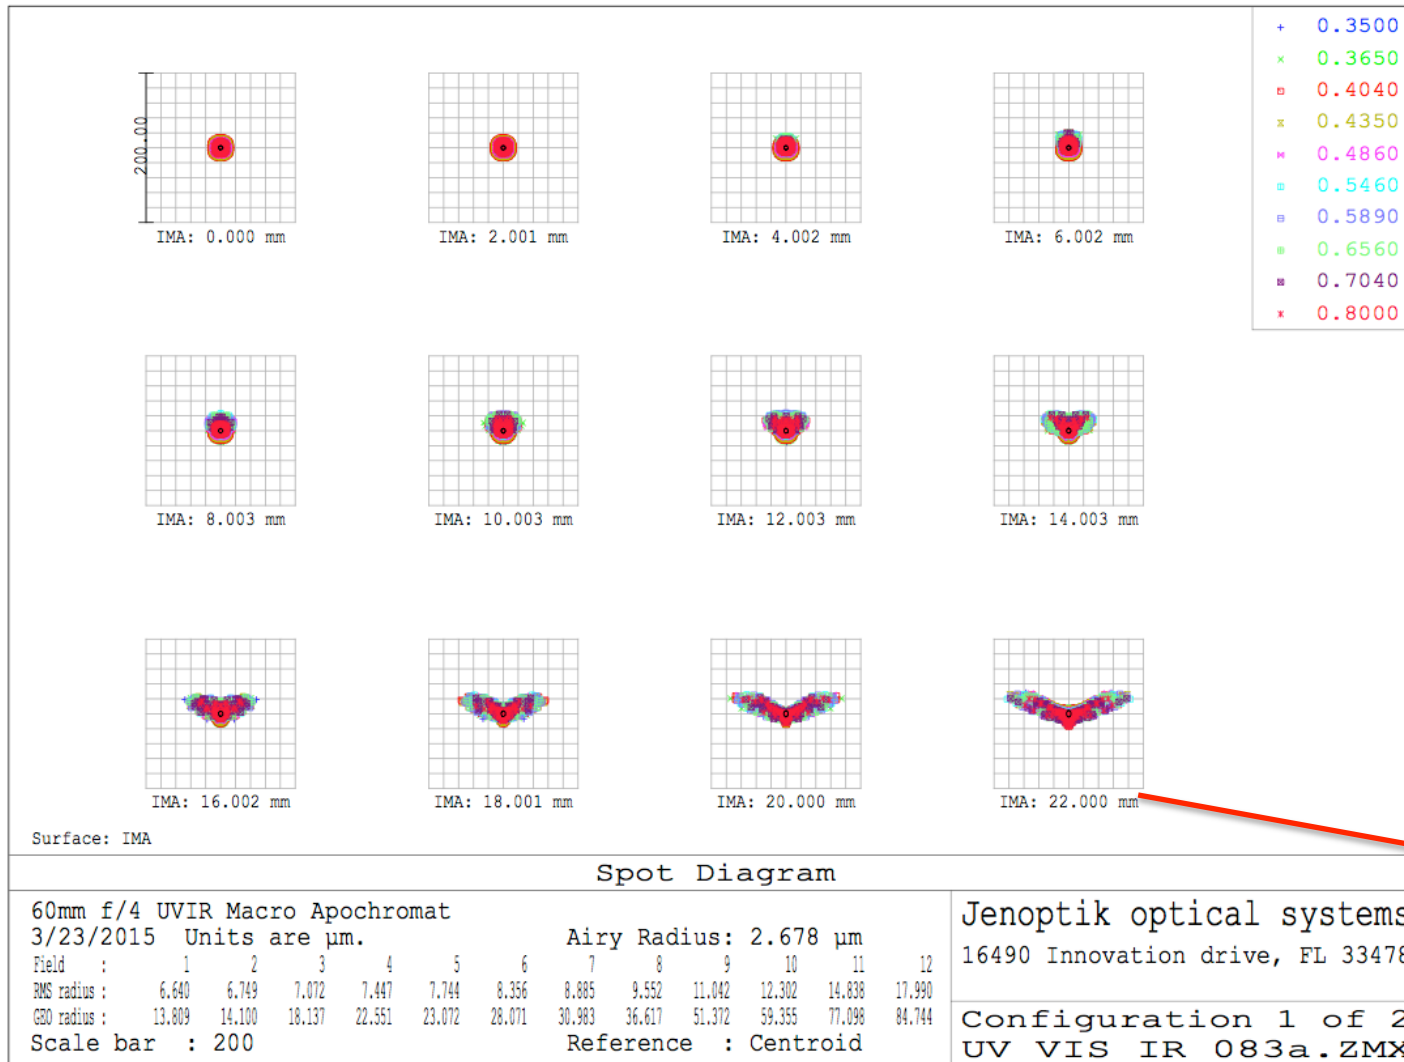 + 0.3500
× 0.3650
0.4040
0.4350
0.4860
0.5460
0.5890
0.6560
0.7040
0.8000
200.00
IMA: 0.000 mm IMA: 2.001 mm IMA: 4.002 mm IMA: 6.002 mm
IMA: 8.003 mm IMA: 10.003 mm IMA: 12.003 mm IMA: 14.003 mm
IMA: 16.002 mm IMA: 18.001 mm IMA: 20.000 mm IMA: 22.000 mm
Surface: IMA
Spot Diagram
60mm f/4 UVIR Macro Apochromat
3/23/2015 Units are µm. Airy Radius: 2.678 µm
Field : 1 2 3 4 5 6 7 8 9 10 11 12
RMS radius : 6.640 6.749 7.072 7.447 7.744 8.356 8.885 9.552 11.042 12.302 14.838 17.990
GEO radius : 13.809 14.100 18.137 22.551 23.072 28.071 30.983 36.617 51.372 59.355 77.098 84.744
Scale bar : 200 Reference : Centroid
Jenoptik optical systems
16490 Innovation drive, FL 33478
Configuration 1 of 2
UV VIS IR 083a.ZMX